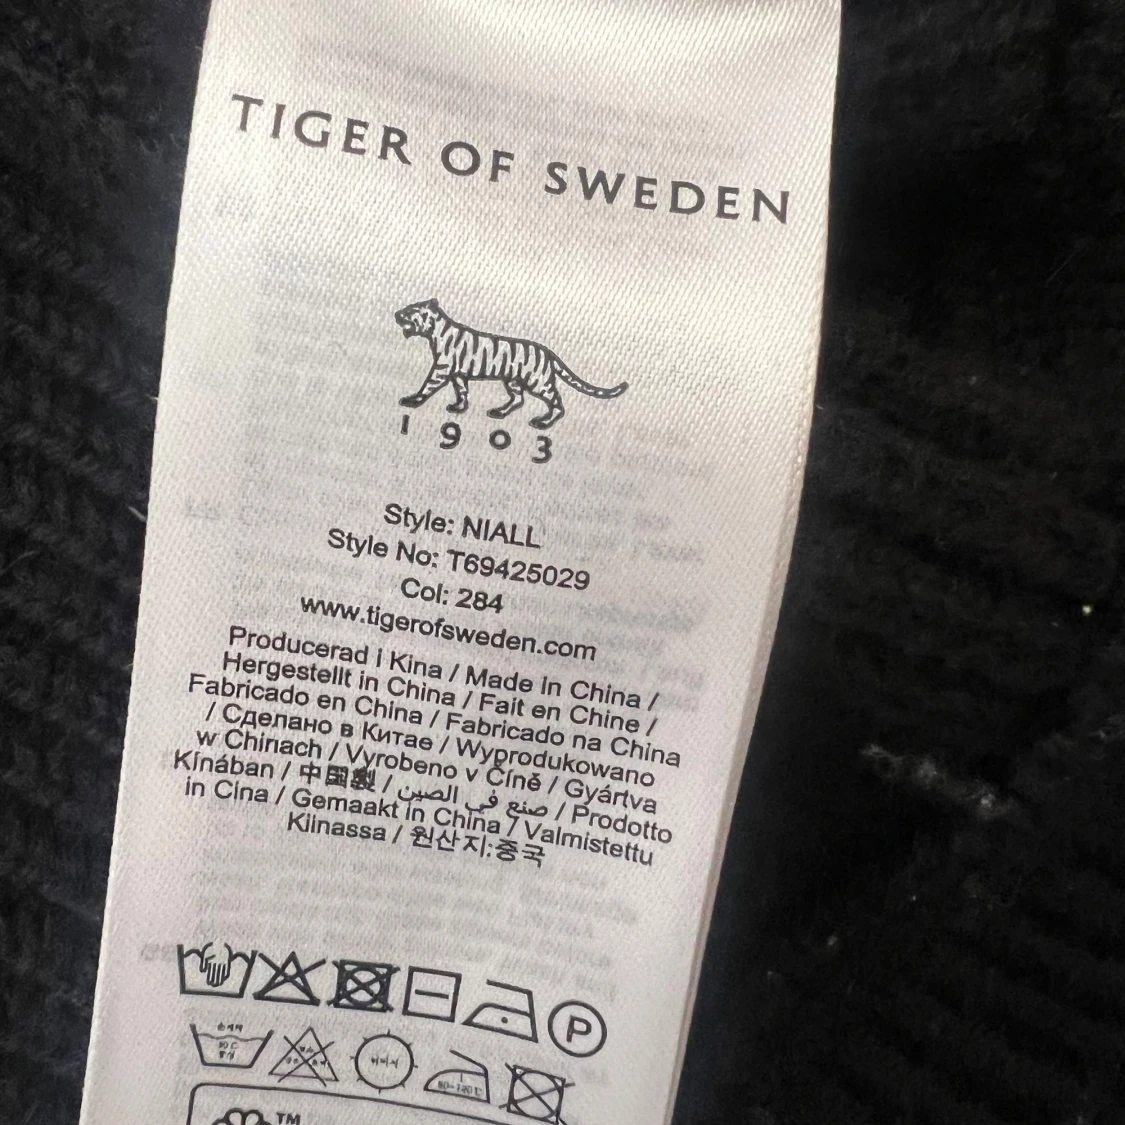 TIGER OF SWEDEN
1903
Style: NIALL
Style No: T69425029
Col: 284
www.tigerofsweden.com
Producerad i Kina / Made in China /
Hergestellt in China / Fait en Chine /
Fabricado en China / Fabricado na China
/ Сделано в Китае / Wyprodukowano
w Chinach / Vyrobeno v Číně / Gyártva
Kínában / 中国製 / صنع في الصين / Prodotto
in Cina / Gemaakt in China / Valmistettu
Kiinassa / 원산지:중국
P
TM